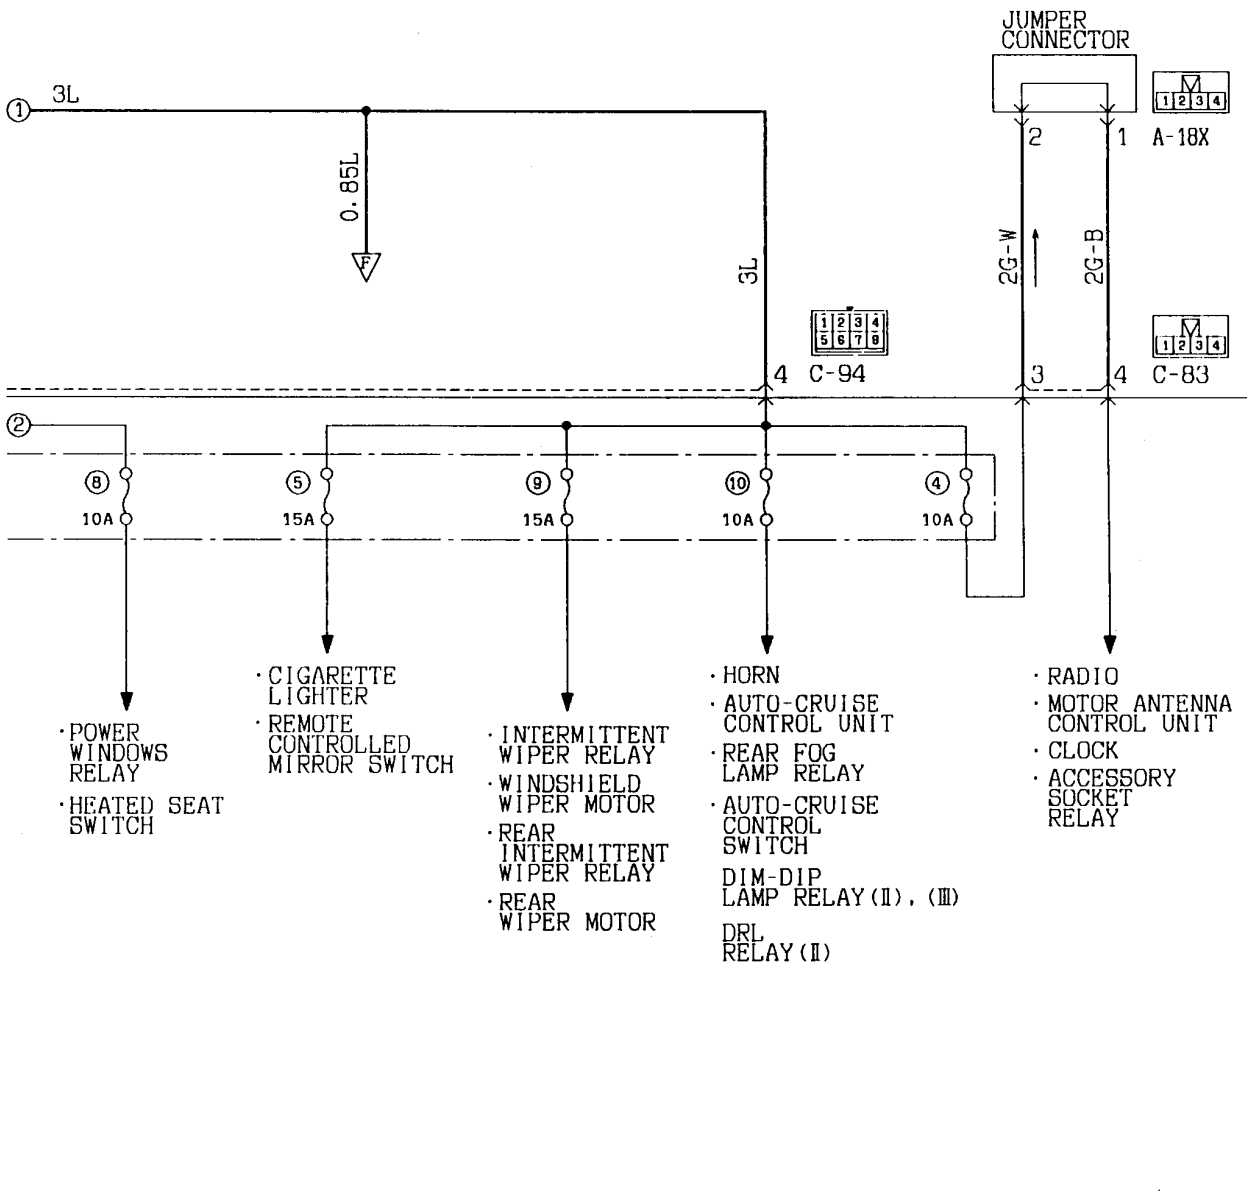 JUMPER
CONNECTOR
1 3L
1 2 3 4
2 1 A-18X
0.85L
F
3L
2G-W
2G-B
1 2 3 4
5 6 7 8
1 2 3 4
4 C-94 3 4 C-83
2
8 5 9 10 4
10A 15A 15A 10A 10A
·POWER
WINDOWS
RELAY
·HEATED SEAT
SWITCH
·CIGARETTE
LIGHTER
·REMOTE
CONTROLLED
MIRROR SWITCH
·INTERMITTENT
WIPER RELAY
·WINDSHIELD
WIPER MOTOR
·REAR
INTERMITTENT
WIPER RELAY
·REAR
WIPER MOTOR
·HORN
·AUTO-CRUISE
CONTROL UNIT
·REAR FOG
LAMP RELAY
·AUTO-CRUISE
CONTROL
SWITCH
DIM-DIP
LAMP RELAY(Ⅱ), (Ⅲ)
DRL
RELAY(Ⅱ)
·RADIO
·MOTOR ANTENNA
CONTROL UNIT
·CLOCK
·ACCESSORY
SOCKET
RELAY